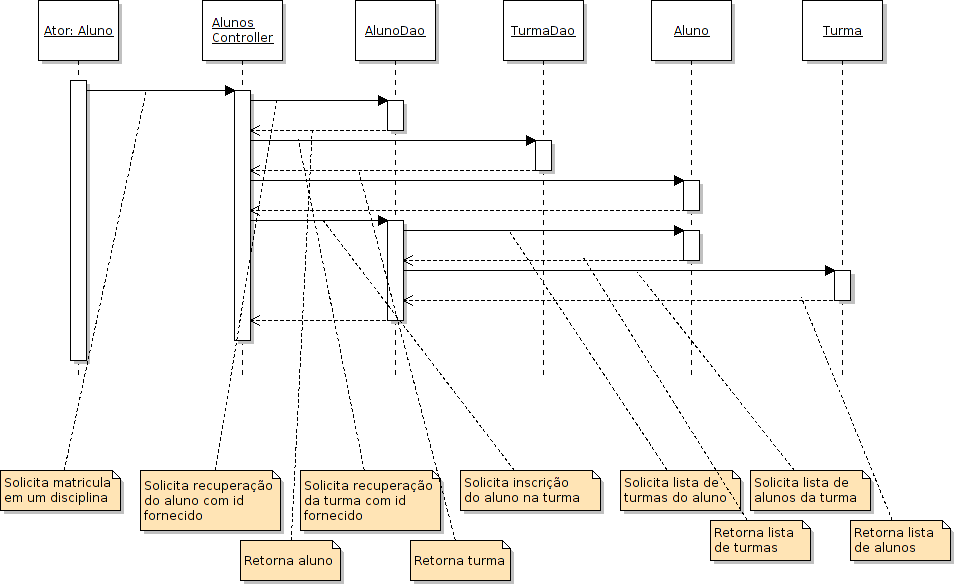 Ator: Aluno
Alunos
Controller
AlunoDao
TurmaDao
Aluno
Turma
Solicita matricula
em um disciplina
Solicita recuperação
do aluno com id
fornecido
Solicita recuperação
da turma com id
fornecido
Solicita inscrição
do aluno na turma
Solicita lista de
turmas do aluno
Solicita lista de
alunos da turma
Retorna aluno
Retorna turma
Retorna lista
de turmas
Retorna lista
de alunos